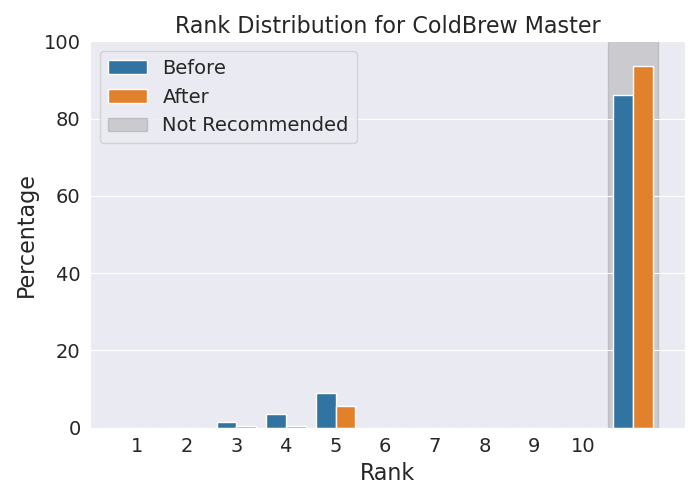 Rank Distribution for ColdBrew Master
100
80
60
40
20
0
Percentage
Before
After
Not Recommended
1 2 3 4 5 6 7 8 9 10
Rank